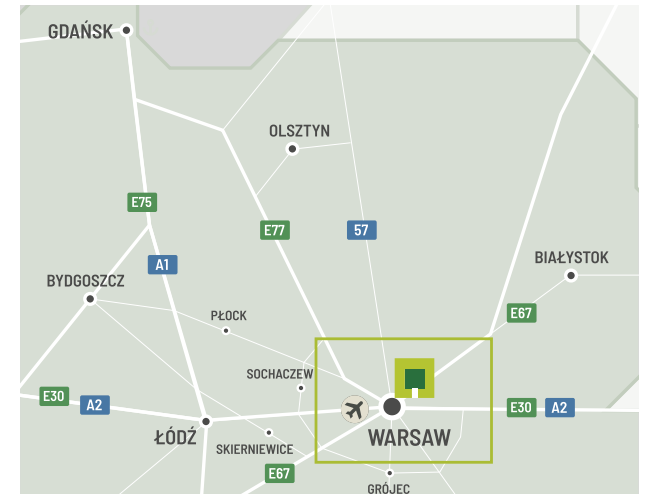 GDAŃSK
OLSZTYN
E75
E77
57
A1
BIAŁYSTOK
BYDGOSZCZ
PŁOCK
E67
SOCHACZEW
E30
A2
E30
A2
ŁÓDŹ
WARSAW
SKIERNIEWICE
E67
GRÓJEC